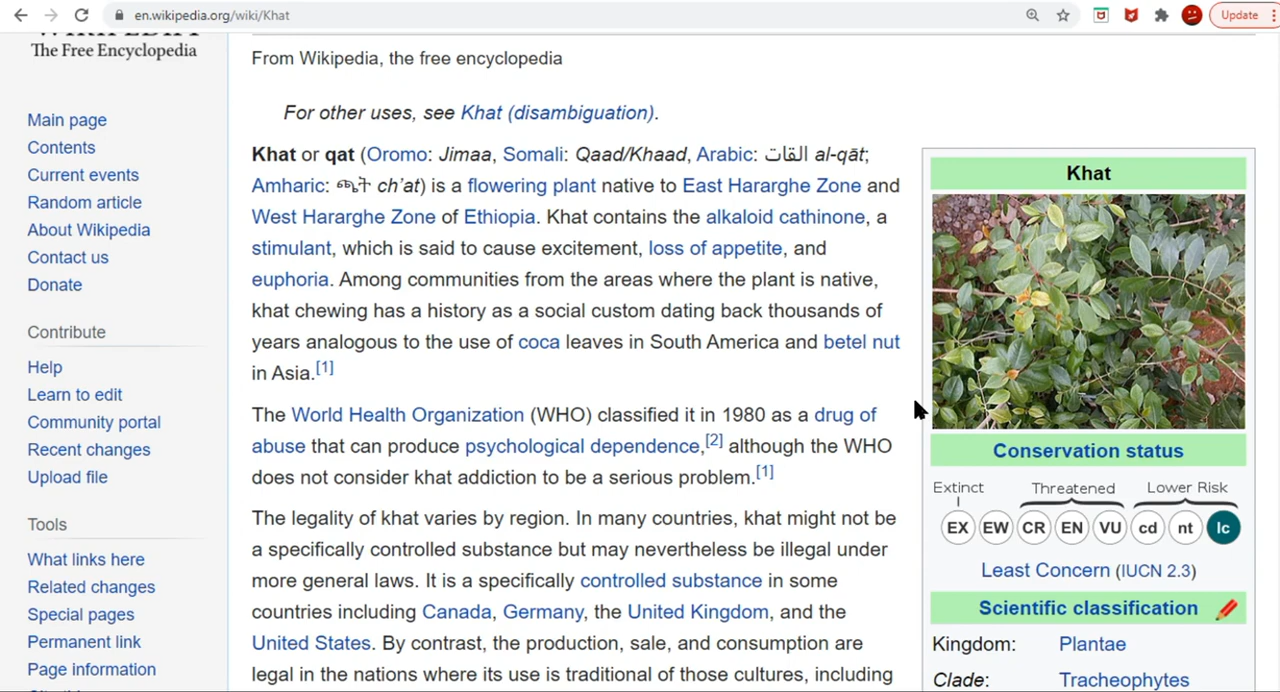 en.wikipedia.org/wiki/Khat
Update
The Free Encyclopedia
Main page
Contents
Current events
Random article
About Wikipedia
Contact us
Donate
Contribute
Help
Learn to edit
Community portal
Recent changes
Upload file
Tools
What links here
Related changes
Special pages
Permanent link
Page information
From Wikipedia, the free encyclopedia
For other uses, see Khat (disambiguation).
Khat or qat (Oromo: Jimaa, Somali: Qaad/Khaad, Arabic: القات al-qāt;
Amharic: ጫት ch’at) is a flowering plant native to East Hararghe Zone and
West Hararghe Zone of Ethiopia. Khat contains the alkaloid cathinone, a
stimulant, which is said to cause excitement, loss of appetite, and
euphoria. Among communities from the areas where the plant is native,
khat chewing has a history as a social custom dating back thousands of
years analogous to the use of coca leaves in South America and betel nut
in Asia.[1]
The World Health Organization (WHO) classified it in 1980 as a drug of
abuse that can produce psychological dependence,[2] although the WHO
does not consider khat addiction to be a serious problem.[1]
The legality of khat varies by region. In many countries, khat might not be
a specifically controlled substance but may nevertheless be illegal under
more general laws. It is a specifically controlled substance in some
countries including Canada, Germany, the United Kingdom, and the
United States. By contrast, the production, sale, and consumption are
legal in the nations where its use is traditional of those cultures, including
Khat
Conservation status
Extinct Threatened Lower Risk
EX EW CR EN VU cd nt lc
Least Concern (IUCN 2.3)
Scientific classification
Kingdom: Plantae
Clade: Tracheophytes